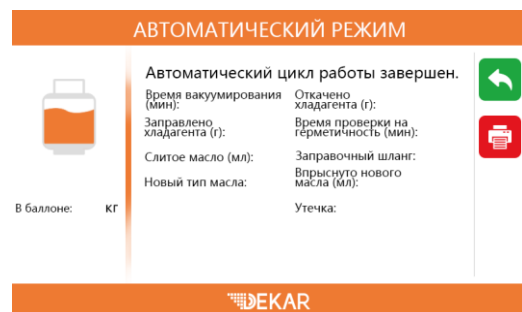 АВТОМАТИЧЕСКИЙ РЕЖИМ
Автоматический цикл работы завершен.
Время вакуумирования
(мин):
Откачено
хладагента (г):
Заправлено
хладагента (г):
Время проверки на
герметичность (мин):
Слитое масло (мл):
Заправочный шланг:
Новый тип масла:
Впрыснуто нового
масла (мл):
В баллоне: кг
Утечка:
DEKAR